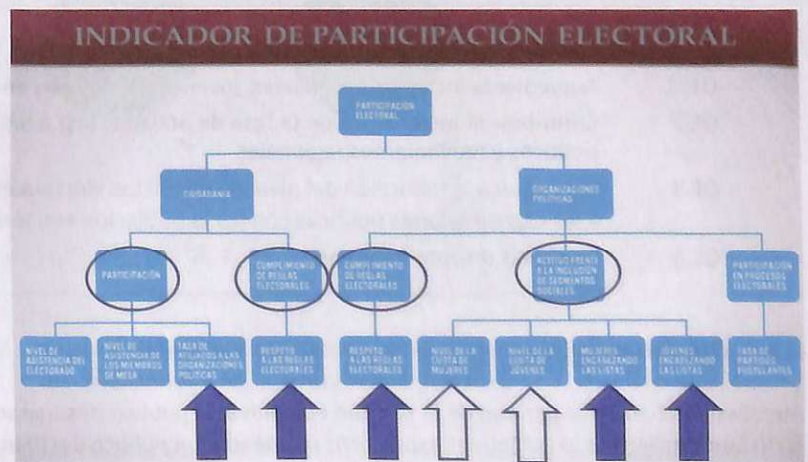 INDICADOR DE PARTICIPACIÓN ELECTORAL
PARTICIPACIÓN
ELECTORAL
CIUDADANÍA
ORGANIZACIONES
POLÍTICAS
PARTICIPACIÓN
CUMPLIMIENTO
DE REGLAS
ELECTORALES
CUMPLIMIENTO
DE REGLAS
ELECTORALES
ACTITUD FRENTE
A LA INCLUSIÓN
DE SEGMENTOS
SOCIALES
PARTICIPACIÓN
EN PROCESOS
ELECTORALES
NIVEL DE
ASISTENCIA DEL
ELECTORADO
NIVEL DE
ASISTENCIA DE
LOS MIEMBROS
DE MESA
TASA DE
AFILIADOS A LAS
ORGANIZACIONES
POLÍTICAS
RESPETO
A LAS REGLAS
ELECTORALES
RESPETO
A LAS REGLAS
ELECTORALES
NIVEL DE LA
CUOTA DE
MUJERES
NIVEL DE LA
CUOTA DE
JÓVENES
MUJERES
ENCABEZANDO
LAS LISTAS
JÓVENES
ENCABEZANDO
LAS LISTAS
TASA DE
PARTIDOS
POSTULANTES